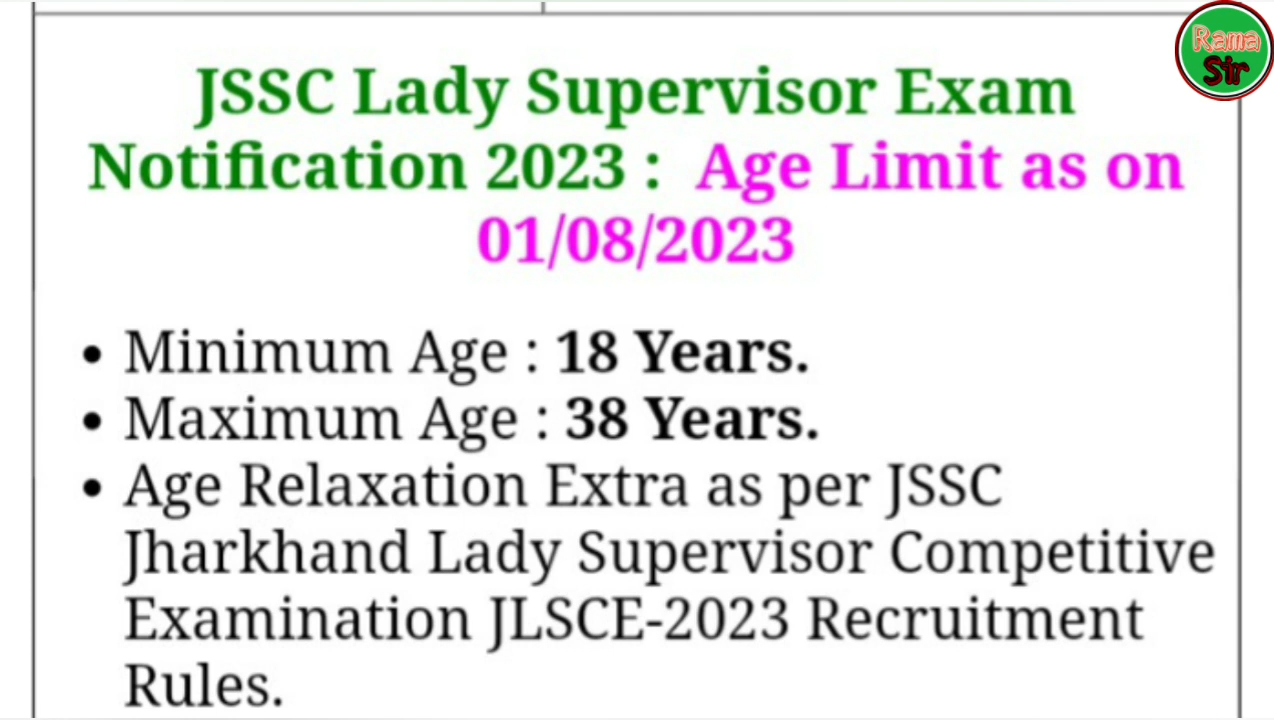 Rama
Sir
JSSC Lady Supervisor Exam
Notification 2023 : Age Limit as on
01/08/2023
• Minimum Age : 18 Years.
• Maximum Age : 38 Years.
• Age Relaxation Extra as per JSSC
Jharkhand Lady Supervisor Competitive
Examination JLSCE-2023 Recruitment
Rules.